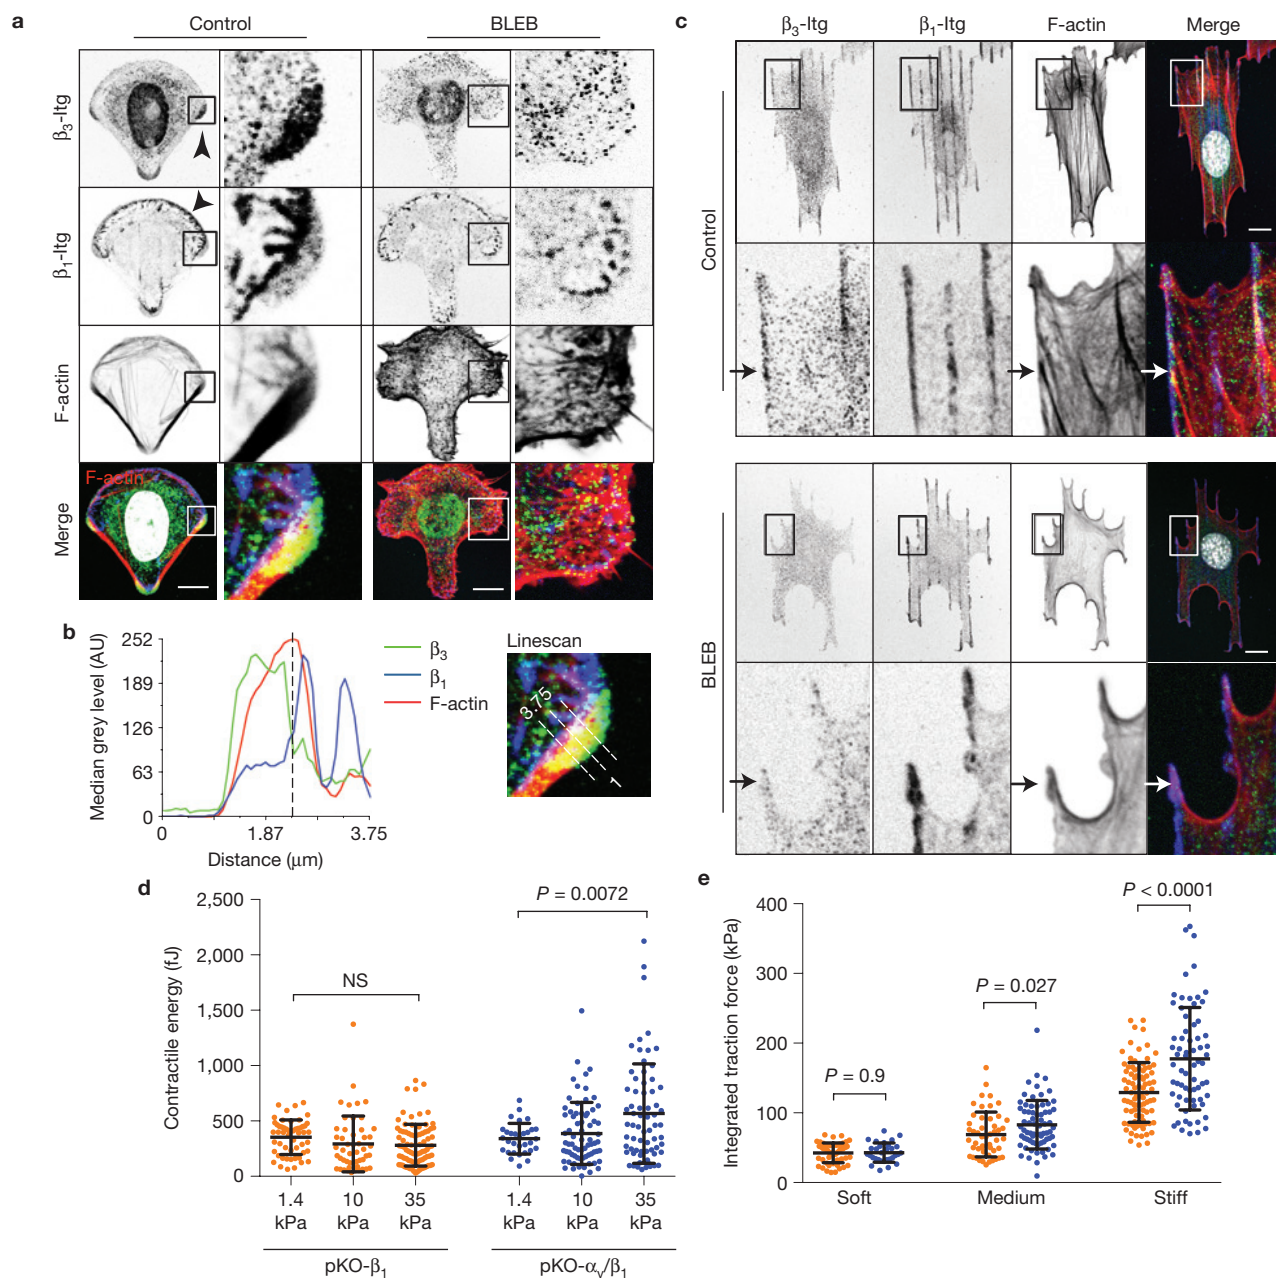 a
Control
BLEB
β3-Itg
β1-Itg
F-actin
Merge
F-actin
b
252
189
126
63
0
Median grey level (AU)
0
1.87
3.75
Distance (μm)
β3
β1
F-actin
Linescan
3.75
1
c
β3-Itg
β1-Itg
F-actin
Merge
Control
BLEB
d
Contractile energy (fJ)
2,500
2,000
1,500
1,000
500
0
NS
P = 0.0072
1.4 kPa
10 kPa
35 kPa
1.4 kPa
10 kPa
35 kPa
pKO-β1
pKO-αv/β1
e
Integrated traction force (kPa)
400
300
200
100
0
P = 0.9
P = 0.027
P < 0.0001
Soft
Medium
Stiff